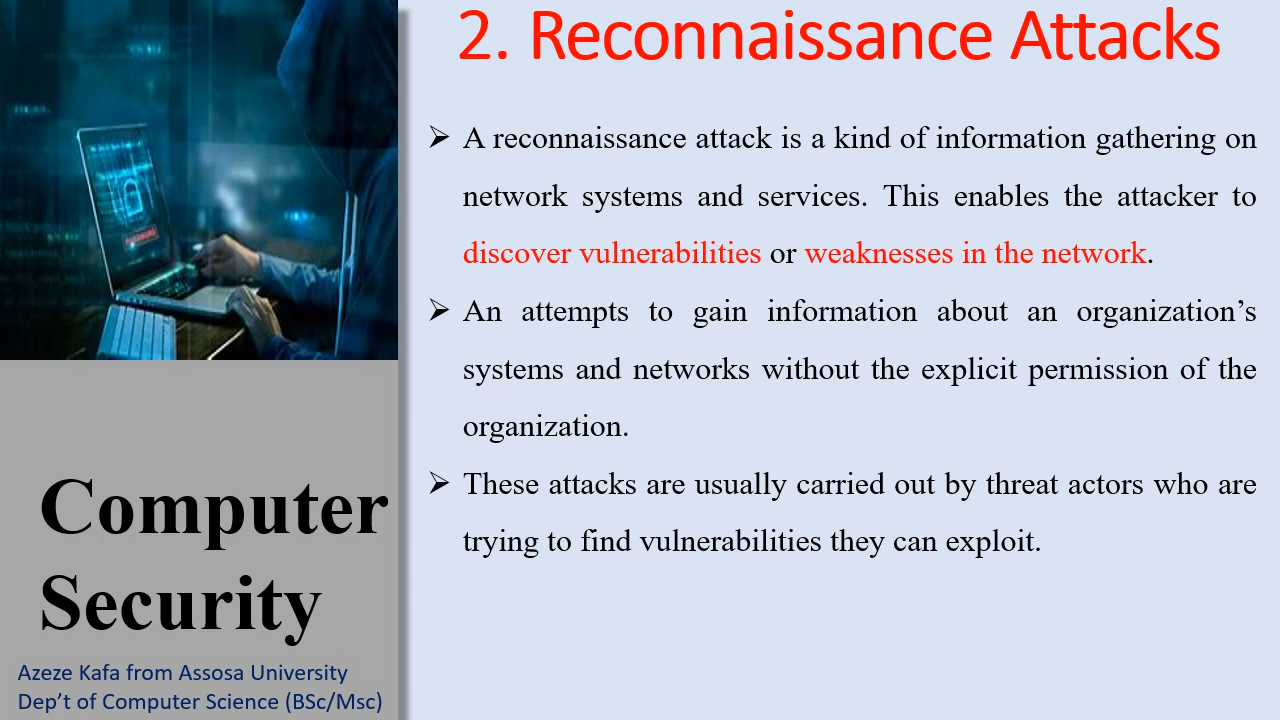 2. Reconnaissance Attacks
➢ A reconnaissance attack is a kind of information gathering on
network systems and services. This enables the attacker to
discover vulnerabilities or weaknesses in the network.
➢ An attempts to gain information about an organization’s
systems and networks without the explicit permission of the
organization.
➢ These attacks are usually carried out by threat actors who are
trying to find vulnerabilities they can exploit.
Computer
Security
Azeze Kafa from Assosa University
Dep’t of Computer Science (BSc/Msc)